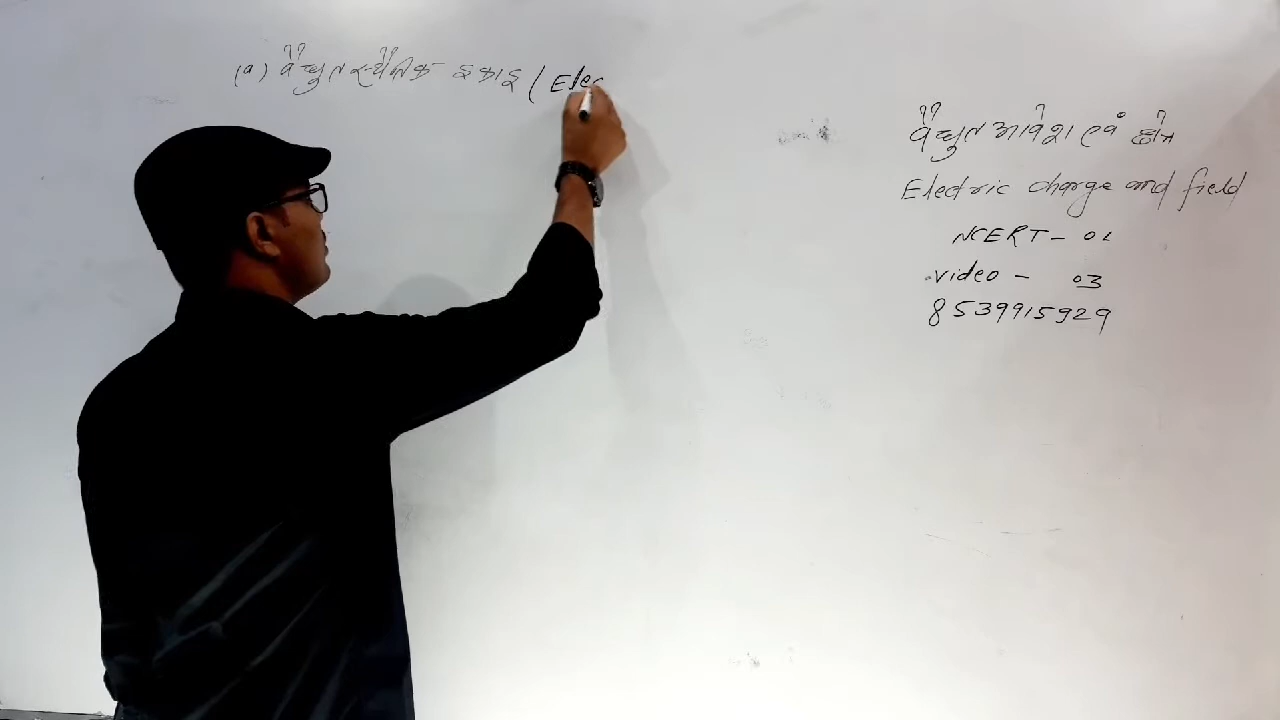 (a) वैद्युत स्थैतिक इकाई ( Elec
वैद्युत आवेश एवं क्षेत्र
Electric charge and field
NCERT - 01
video - 03
8539915929